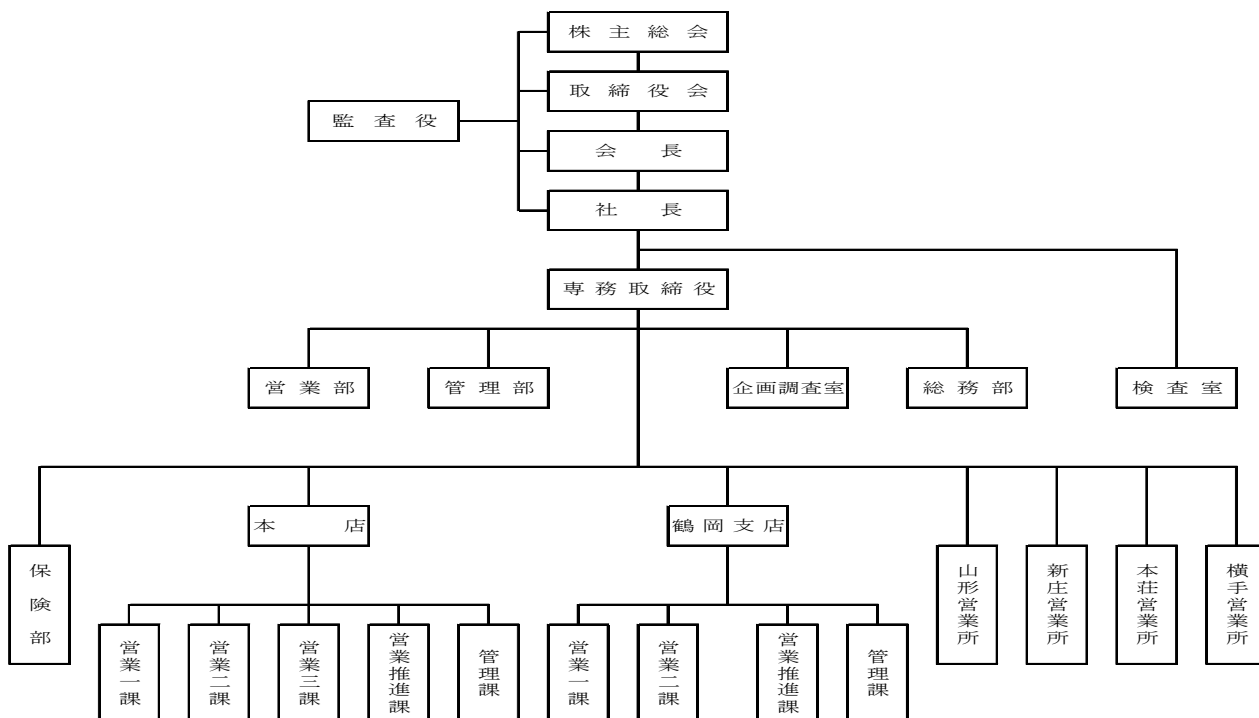 株主総会
取締役会
監査役
会長
社長
専務取締役
営業部
管理部
企画調査室
総務部
検査室
本店
鶴岡支店
保険部
山形営業所
新庄営業所
本荘営業所
横手営業所
営業一課
営業二課
営業三課
営業推進課
管理課
営業一課
営業二課
営業推進課
管理課